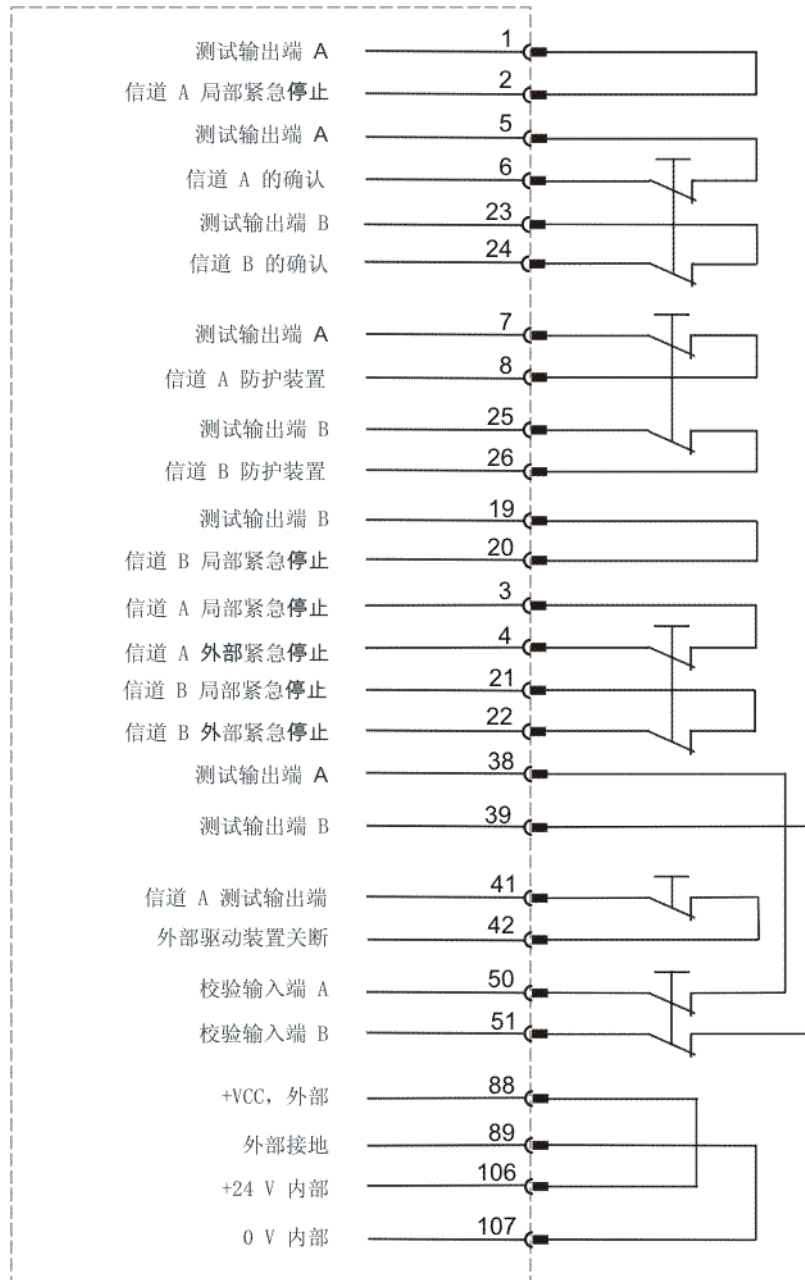 测试输出端 A 1
信道 A 局部紧急停止 2
测试输出端 A 5
信道 A 的确认 6
测试输出端 B 23
信道 B 的确认 24
测试输出端 A 7
信道 A 防护装置 8
测试输出端 B 25
信道 B 防护装置 26
测试输出端 B 19
信道 B 局部紧急停止 20
信道 A 局部紧急停止 3
信道 A 外部紧急停止 4
信道 B 局部紧急停止 21
信道 B 外部紧急停止 22
测试输出端 A 38
测试输出端 B 39
信道 A 测试输出端 41
外部驱动装置关断 42
校验输入端 A 50
校验输入端 B 51
+VCC，外部 88
外部接地 89
+24 V 内部 106
0 V 内部 107